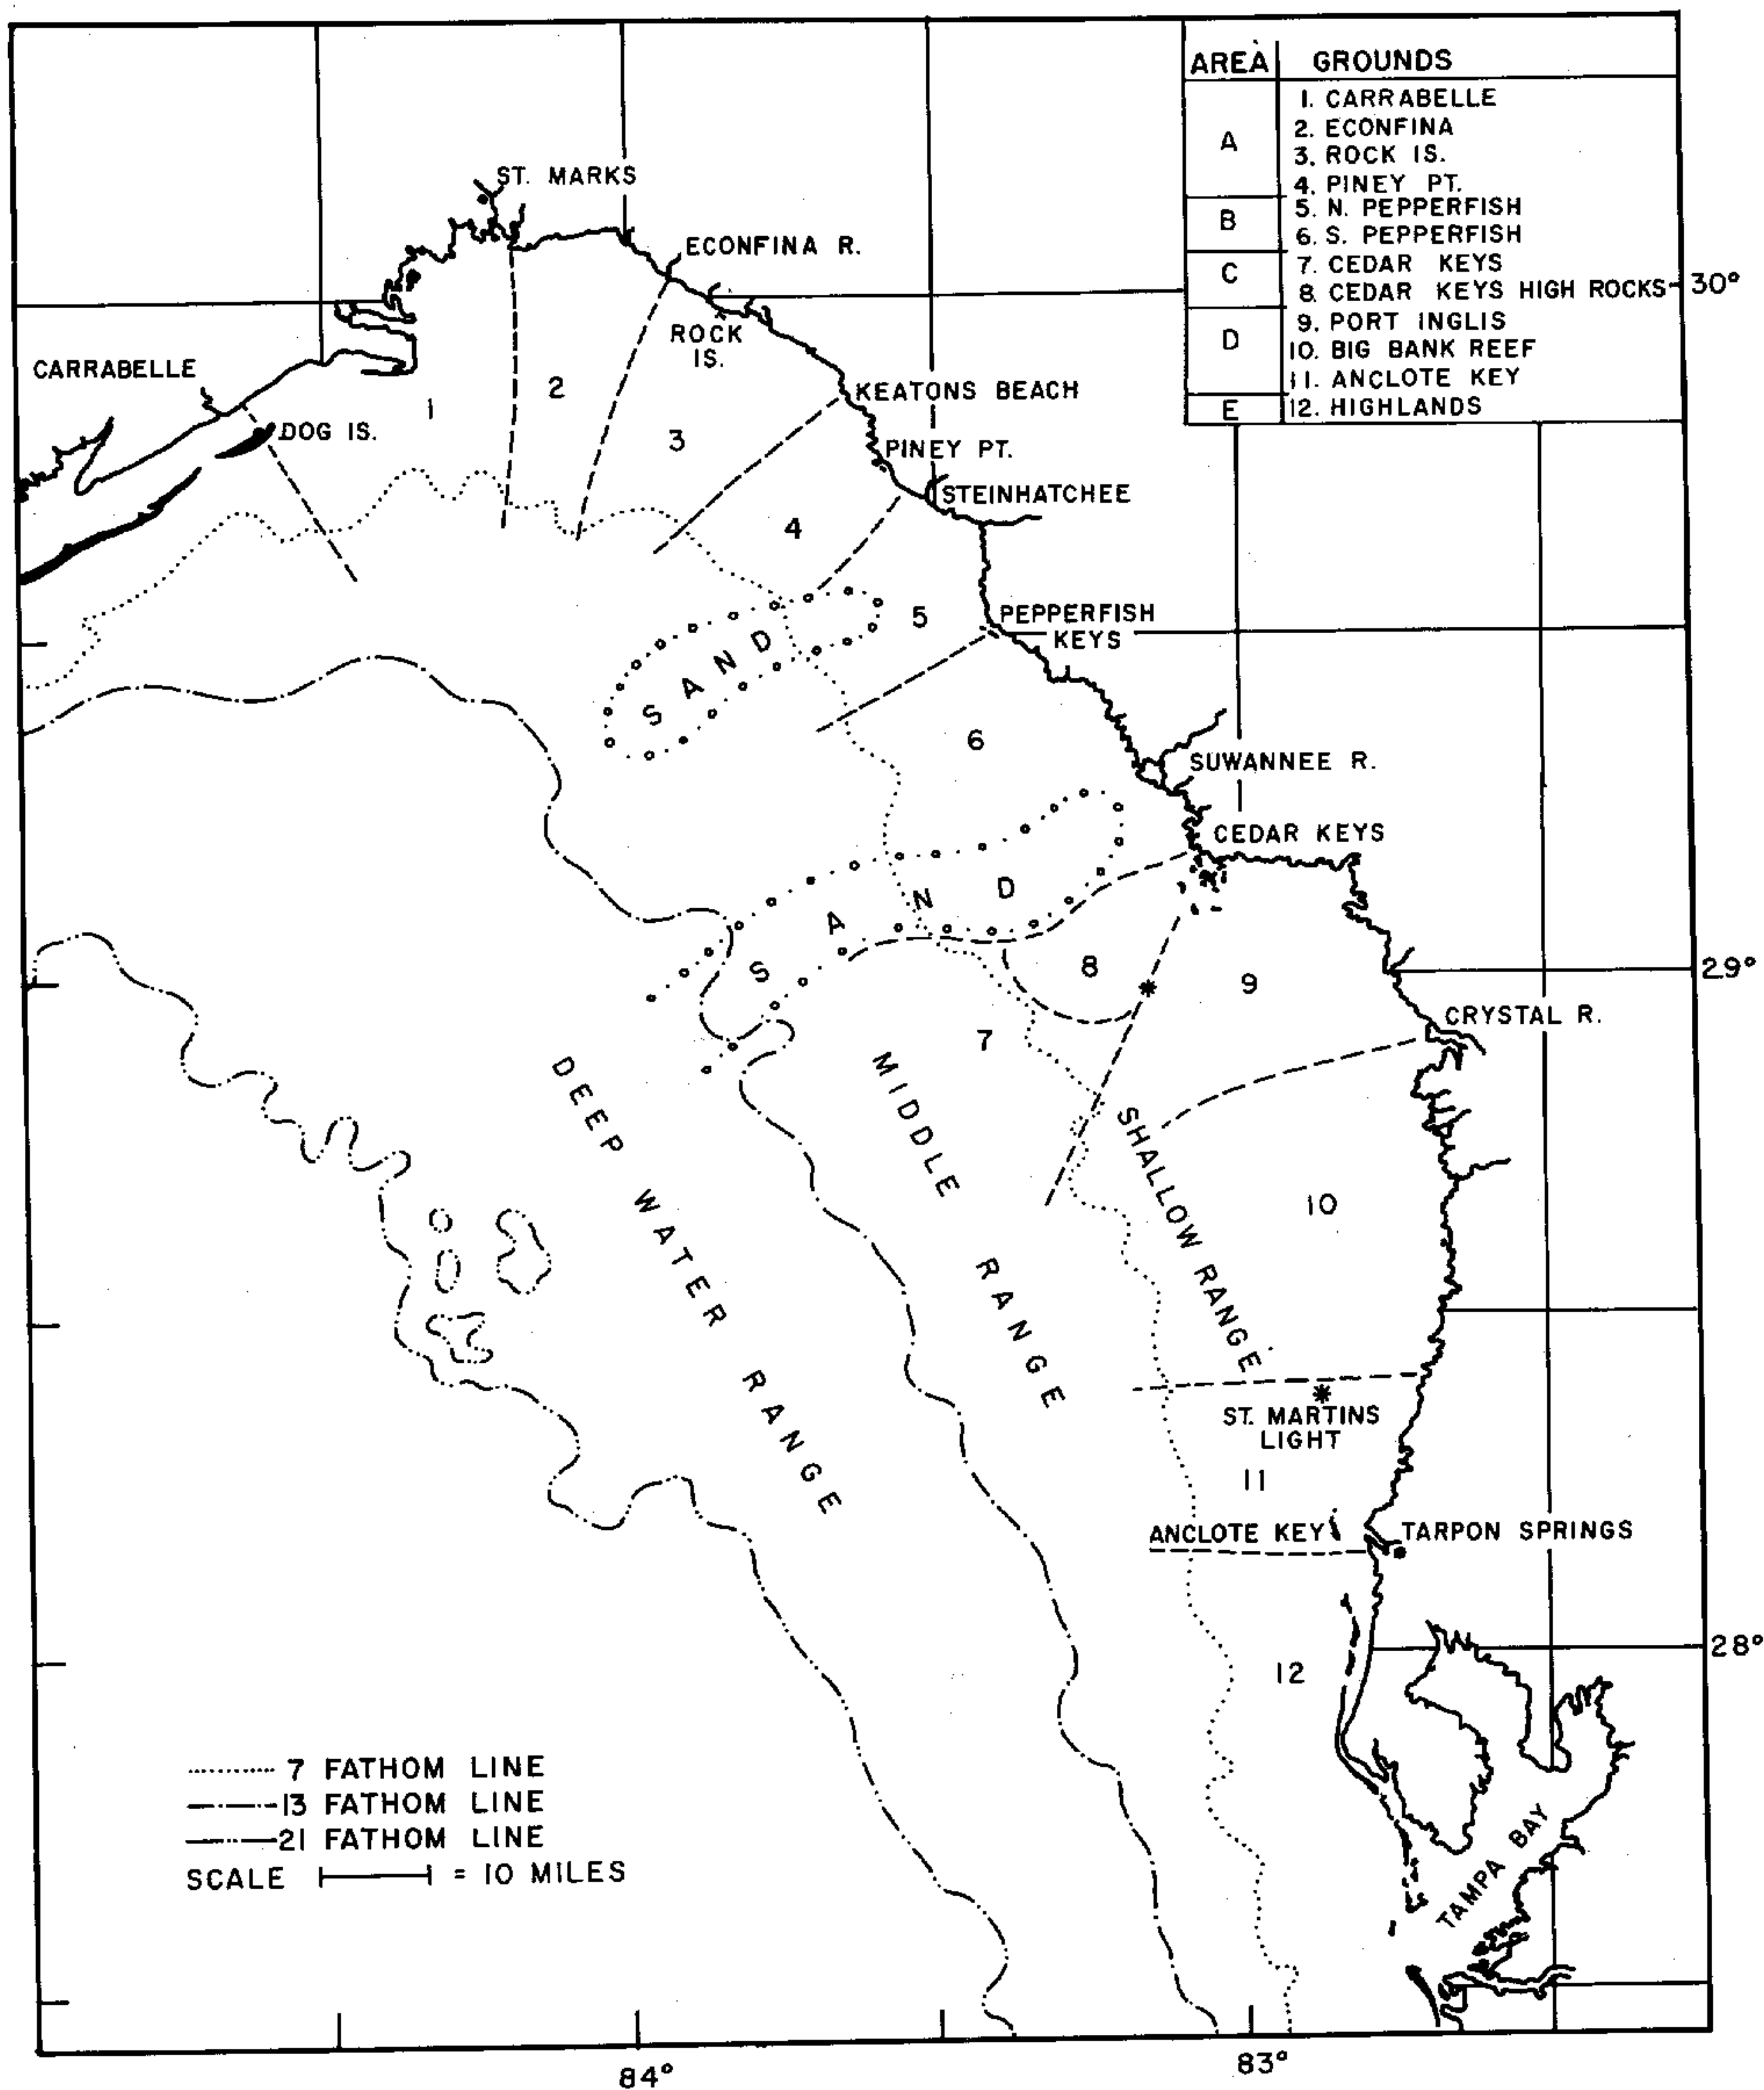 AREA GROUNDS
A
1. CARRABELLE
2. ECONFINA
3. ROCK IS.
4. PINEY PT.
B
5. N. PEPPERFISH
6. S. PEPPERFISH
C
7. CEDAR KEYS
8. CEDAR KEYS HIGH ROCKS
D
9. PORT INGLIS
10. BIG BANK REEF
11. ANCLOTE KEY
E
12. HIGHLANDS
30°
ST. MARKS
ECONFINA R.
ROCK
IS.
CARRABELLE
DOG IS.
1
2
3
KEATONS BEACH
PINEY PT.
STEINHATCHEE
4
5
PEPPERFISH
KEYS
SAND
6
SUWANNEE R.
CEDAR KEYS
SAND
8
9
29°
7
CRYSTAL R.
DEEP WATER RANGE
MIDDLE RANGE
SHALLOW RANGE
10
ST. MARTINS
LIGHT
11
ANCLOTE KEY
TARPON SPRINGS
12
28°
TAMPA BAY
7 FATHOM LINE
13 FATHOM LINE
21 FATHOM LINE
SCALE = 10 MILES
84°
83°